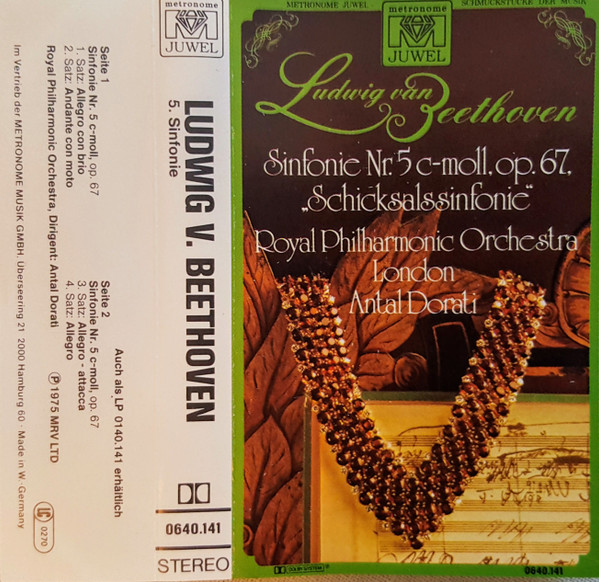 Seite 1
Sinfonie Nr. 5 c-moll, op. 67
1. Satz: Allegro con brio
2. Satz: Andante con moto
Royal Philharmonic Orchestra, Dirigent: Antal Dorati
Im Vertrieb der METRONOME MUSIK GMBH, Überseering 21 2000 Hamburg 60 · Made in W.-Germany
Auch als LP 0140.141 erhältlich
Seite 2
Sinfonie Nr. 5 c-moll, op. 67
3. Satz: Allegro - attacca
4. Satz: Allegro
Ⓟ 1975 MRV LTD
LC
0270
metronome
M
JUWEL
LUDWIG V. BEETHOVEN
5. Sinfonie
0640.141
STEREO
METRONOME JUWEL
SCHMUCKSTÜCKE DER MUSIK
metronome
M
JUWEL
Ludwig van Beethoven
Sinfonie Nr. 5 c-moll, op. 67,
„Schicksalssinfonie“
Royal Philharmonic Orchestra
London
Antal Dorati
DOLBY SYSTEM
0640.141